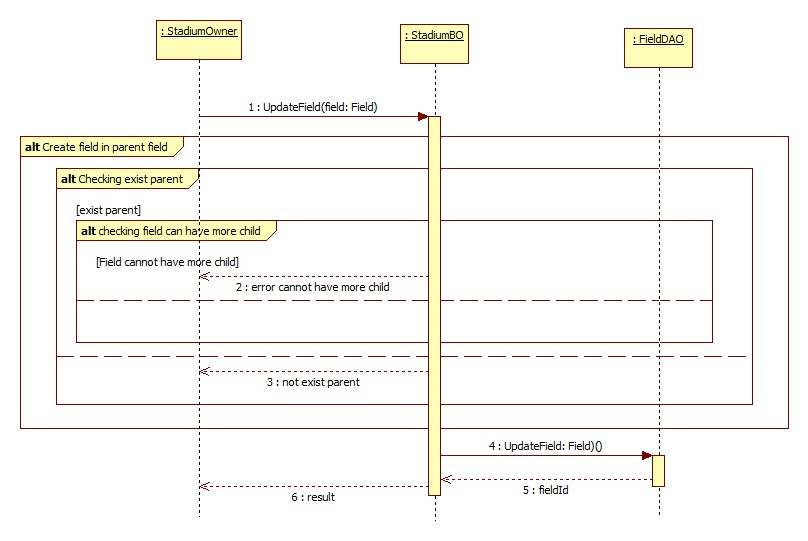 : StadiumOwner
: StadiumBO
: FieldDAO
1 : UpdateField(field: Field)
alt Create field in parent field
alt Checking exist parent
[exist parent]
alt checking field can have more child
[Field cannot have more child]
2 : error cannot have more child
3 : not exist parent
4 : UpdateField: Field)()
5 : fieldId
6 : result